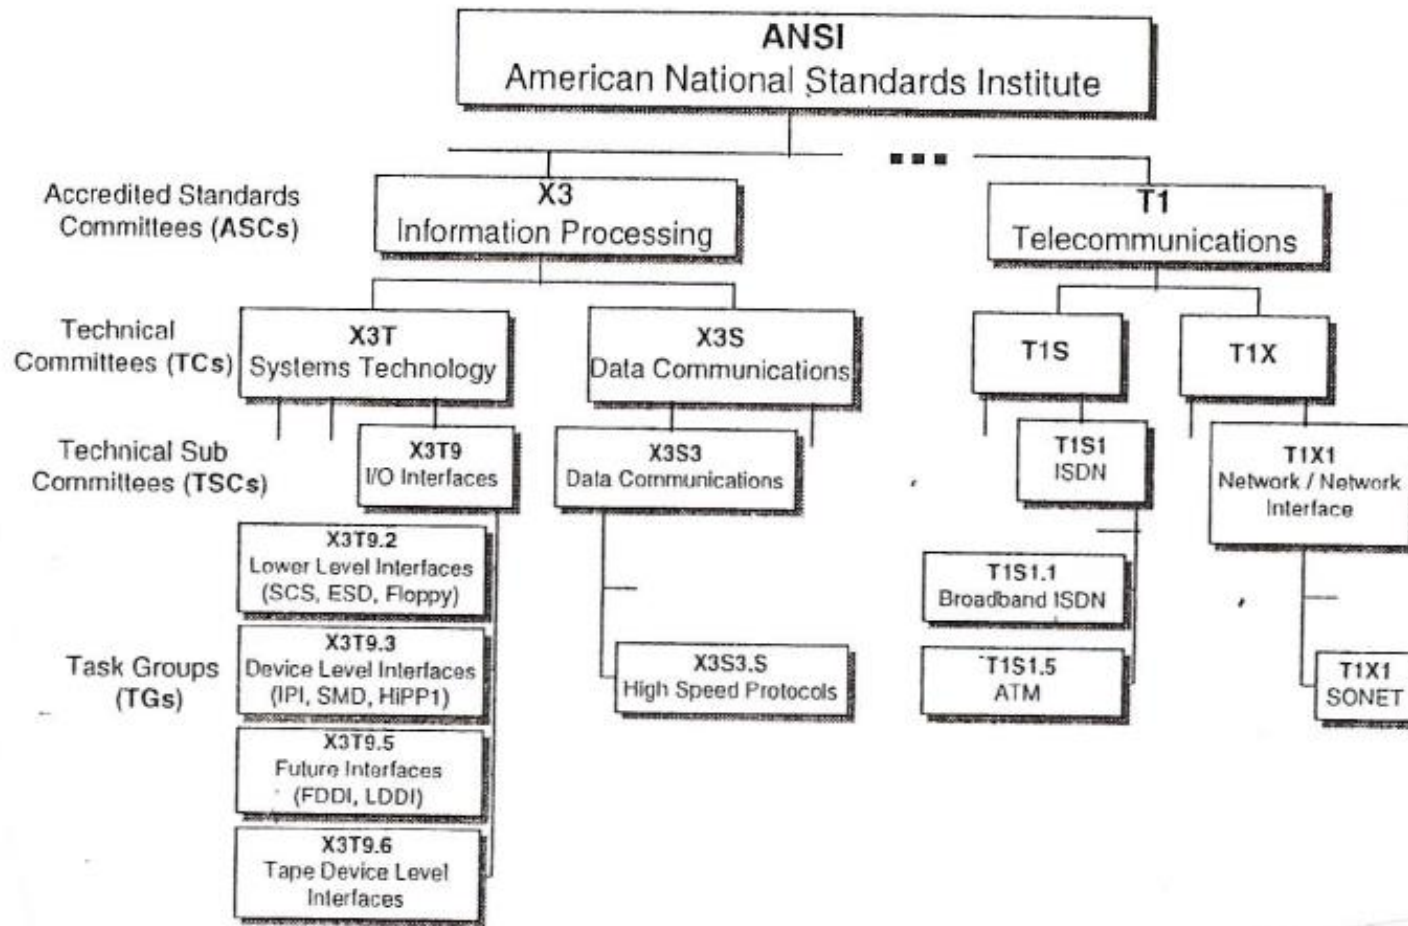 ANSI
American National Standards Institute
Accredited Standards
Committees (ASCs)
X3
Information Processing
T1
Telecommunications
Technical
Committees (TCs)
X3T
Systems Technology
X3S
Data Communications
T1S
T1X
Technical Sub
Committees (TSCs)
X3T9
I/O Interfaces
X3S3
Data Communications
T1S1
ISDN
T1X1
Network / Network
Interface
Task Groups
(TGs)
X3T9.2
Lower Level Interfaces
(SCS, ESD, Floppy)
X3T9.3
Device Level Interfaces
(IPI, SMD, HiPP1)
X3T9.5
Future Interfaces
(FDDI, LDDI)
X3T9.6
Tape Device Level
Interfaces
X3S3.S
High Speed Protocols
T1S1.1
Broadband ISDN
T1S1.5
ATM
T1X1
SONET